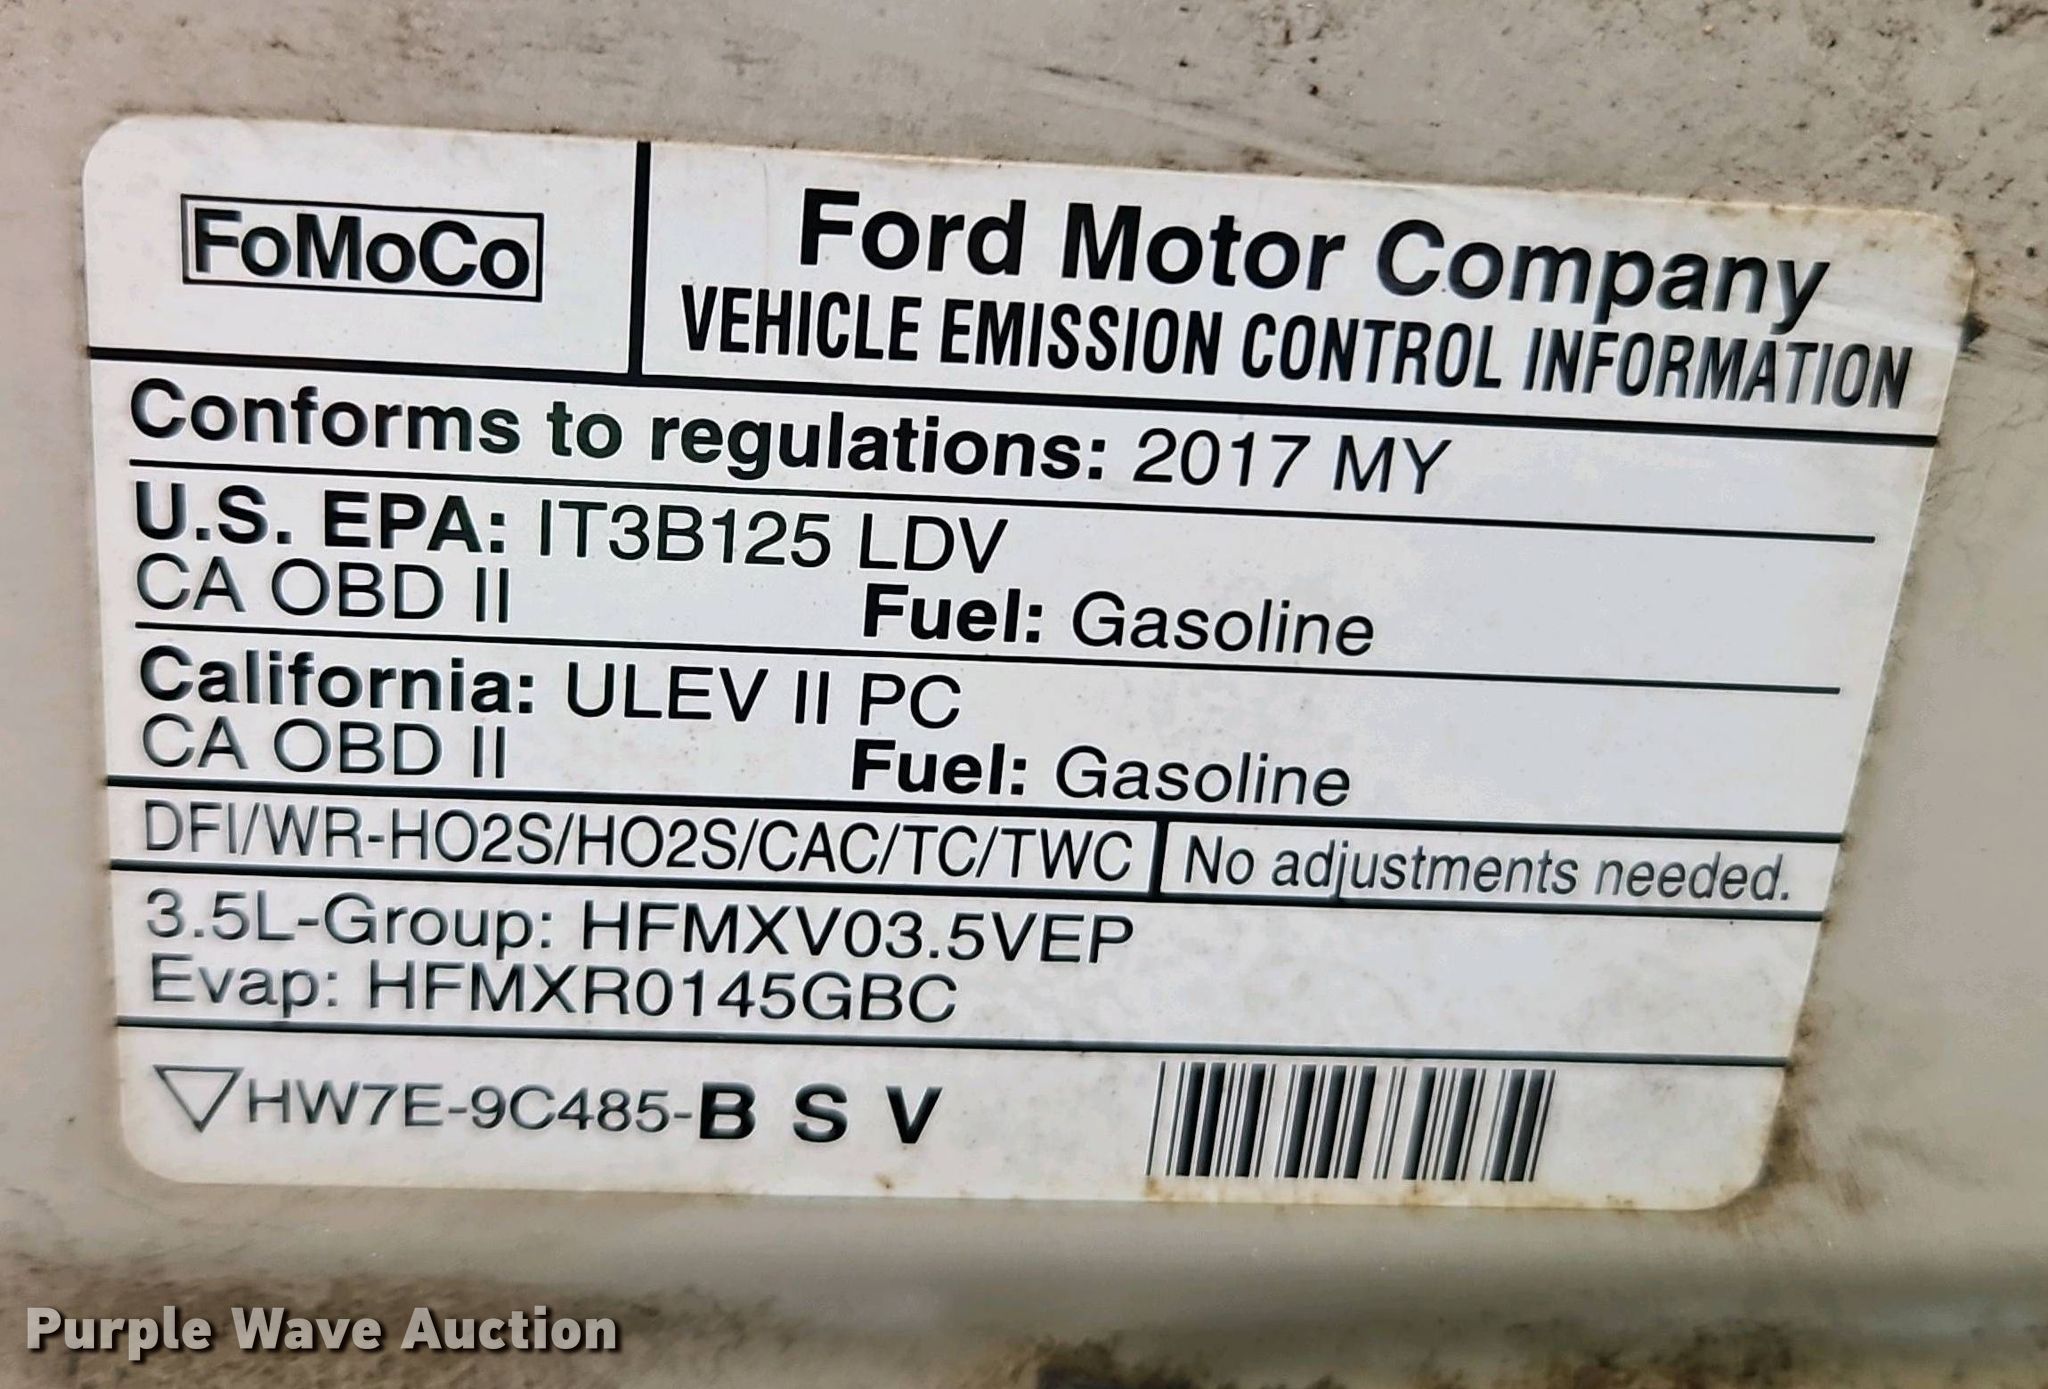 FoMoCo
Ford Motor Company
VEHICLE EMISSION CONTROL INFORMATION
Conforms to regulations: 2017 MY
U.S. EPA: IT3B125 LDV
CA OBD II Fuel: Gasoline
California: ULEV II PC
CA OBD II Fuel: Gasoline
DFI/WR-HO2S/HO2S/CAC/TC/TWC No adjustments needed.
3.5L-Group: HFMXV03.5VEP
Evap: HFMXR0145GBC
HW7E-9C485-B S V
Purple Wave Auction